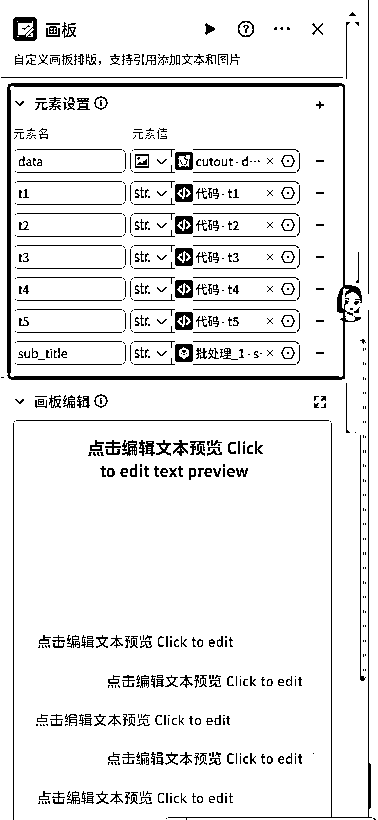 画板
自定义画板排版，支持引用添加文本和图片
元素设置
元素名 元素值
data cutout · d···
t1 str. 代码 · t1
t2 str. 代码 · t2
t3 str. 代码 · t3
t4 str. 代码 · t4
t5 str. 代码 · t5
sub_title str. 批处理_1 · s·
画板编辑
点击编辑文本预览 Click
to edit text preview
点击编辑文本预览 Click to edit
点击编辑文本预览 Click to edit
点击编辑文本预览 Click to edit
点击编辑文本预览 Click to edit
点击编辑文本预览 Click to edit